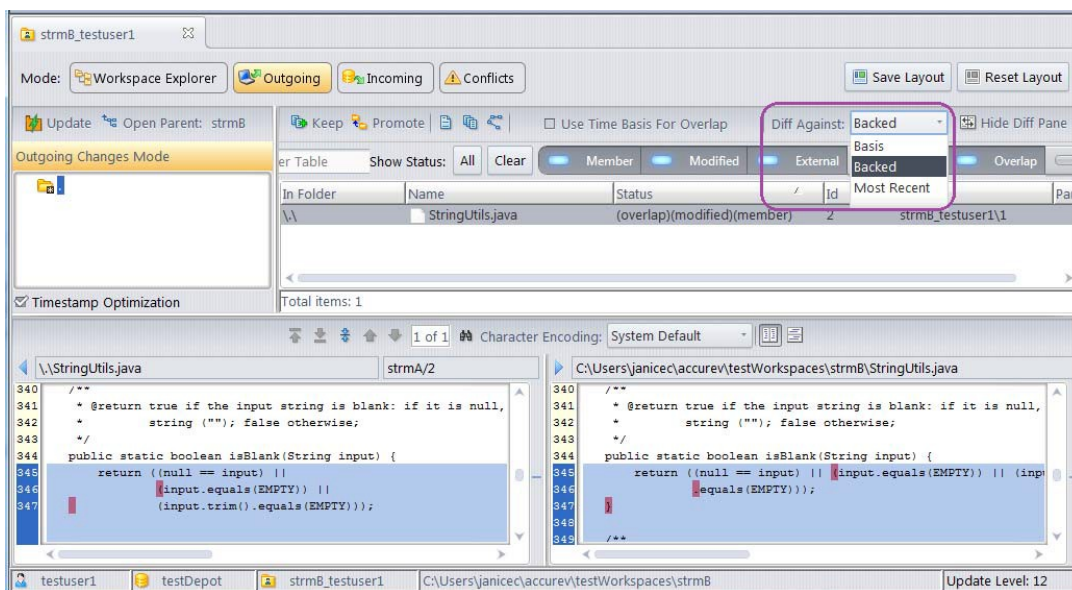 strmB_testuser1
Mode: Workspace Explorer Outgoing Incoming Conflicts Save Layout Reset Layout
Update Open Parent: strmB Keep Promote Use Time Basis For Overlap Diff Against: Backed Hide Diff Pane
Basis
Backed
Most Recent
Outgoing Changes Mode
er Table Show Status: All Clear Member Modified External Overlap
.
In Folder Name Status / Id Par
\.\ StringUtils.java (overlap)(modified)(member) 2 strmB_testuser1\1
Timestamp Optimization Total items: 1
1 of 1 Character Encoding: System Default
\.\StringUtils.java strmA/2 C:\Users\janicec\accurev\testWorkspaces\strmB\StringUtils.java
340 /**
341 * @return true if the input string is blank: if it is null,
342 * string (""); false otherwise;
343 */
344 public static boolean isBlank(String input) {
345 return ((null == input) ||
346 (input.equals(EMPTY)) ||
347 (input.trim().equals(EMPTY)));
340 /**
341 * @return true if the input string is blank: if it is null,
342 * string (""); false otherwise;
343 */
344 public static boolean isBlank(String input) {
345 return ((null == input) || (input.equals(EMPTY)) || (inp
346 .equals(EMPTY)));
347 }
348
349 /**
testuser1 testDepot strmB_testuser1 C:\Users\janicec\accurev\testWorkspaces\strmB Update Level: 12